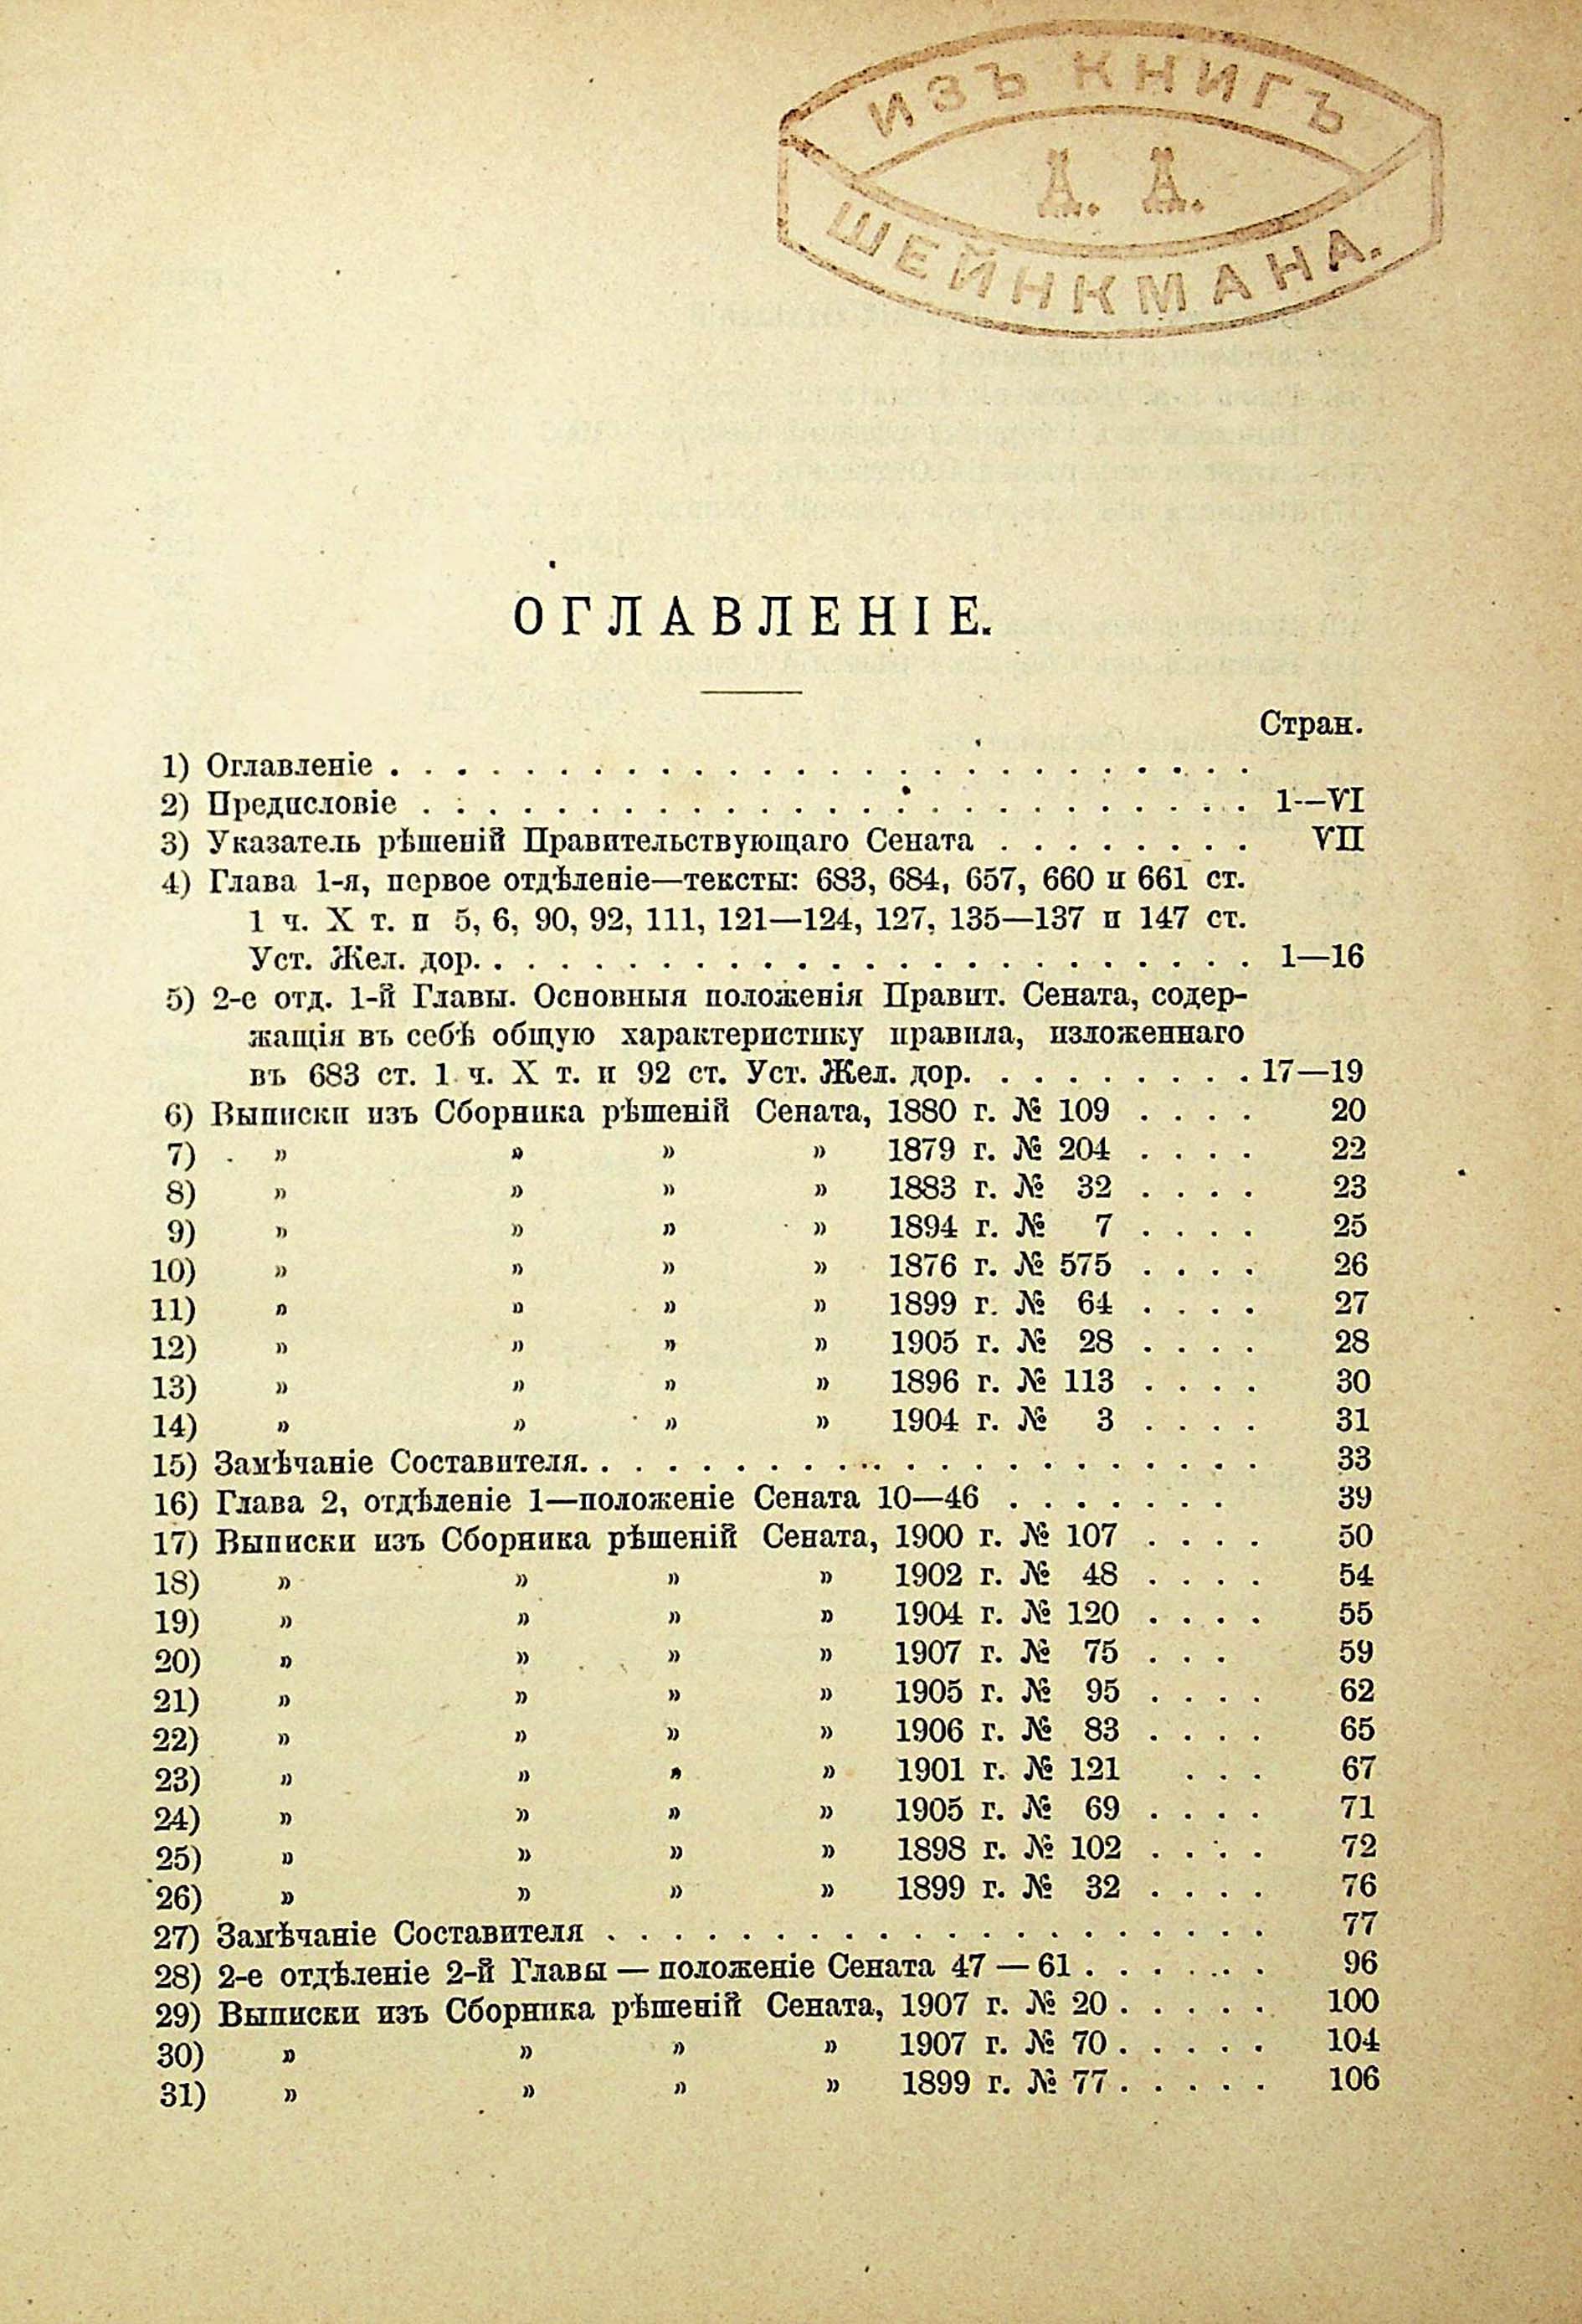 ИЗЪ КНИГЪ
Д. Д.
ШЕЙНКМАНА.
ОГЛАВЛЕНІЕ.
Стран.
1) Оглавленіе . . . . . . . . . . . . . . . . . . . . . . . . . .
2) Предисловіе . . . . . . . . . . . . . . . . . . . . . . . . . 1—VI
3) Указатель рѣшеній Правительствующаго Сената . . . . . . . . VII
4) Глава 1-я, первое отдѣленіе—тексты: 683, 684, 657, 660 и 661 ст.
1 ч. X т. и 5, 6, 90, 92, 111, 121—124, 127, 135—137 и 147 ст.
Уст. Жел. дор. . . . . . . . . . . . . . . . . . . . . . . . 1—16
5) 2-е отд. 1-й Главы. Основныя положенія Правит. Сената, содер-
жащія въ себѣ общую характеристику правила, изложеннаго
въ 683 ст. 1 ч. X т. и 92 ст. Уст. Жел. дор. . . . . . . . . 17—19
6) Выписки изъ Сборника рѣшеній Сената, 1880 г. № 109 . . . . 20
7) » » » » 1879 г. № 204 . . . . 22
8) » » » » 1883 г. № 32 . . . . 23
9) » » » » 1894 г. № 7 . . . . 25
10) » » » » 1876 г. № 575 . . . . 26
11) » » » » 1899 г. № 64 . . . . 27
12) » » » » 1905 г. № 28 . . . . 28
13) » » » » 1896 г. № 113 . . . . 30
14) » » » » 1904 г. № 3 . . . . 31
15) Замѣчаніе Составителя. . . . . . . . . . . . . . . . . . . . . 33
16) Глава 2, отдѣленіе 1—положеніе Сената 10—46 . . . . . . . 39
17) Выписки изъ Сборника рѣшеній Сената, 1900 г. № 107 . . . . 50
18) » » » » 1902 г. № 48 . . . . 54
19) » » » » 1904 г. № 120 . . . . 55
20) » » » » 1907 г. № 75 . . . 59
21) » » » » 1905 г. № 95 . . . . 62
22) » » » » 1906 г. № 83 . . . . 65
23) » » » » 1901 г. № 121 . . . 67
24) » » » » 1905 г. № 69 . . . . 71
25) » » » » 1898 г. № 102 . . . . 72
26) » » » » 1899 г. № 32 . . . . 76
27) Замѣчаніе Составителя . . . . . . . . . . . . . . . . . . . . 77
28) 2-е отдѣленіе 2-й Главы — положеніе Сената 47 — 61 . . . . . . 96
29) Выписки изъ Сборника рѣшеній Сената, 1907 г. № 20 . . . . . 100
30) » » » » 1907 г. № 70 . . . . . 104
31) » » » » 1899 г. № 77 . . . . . 106